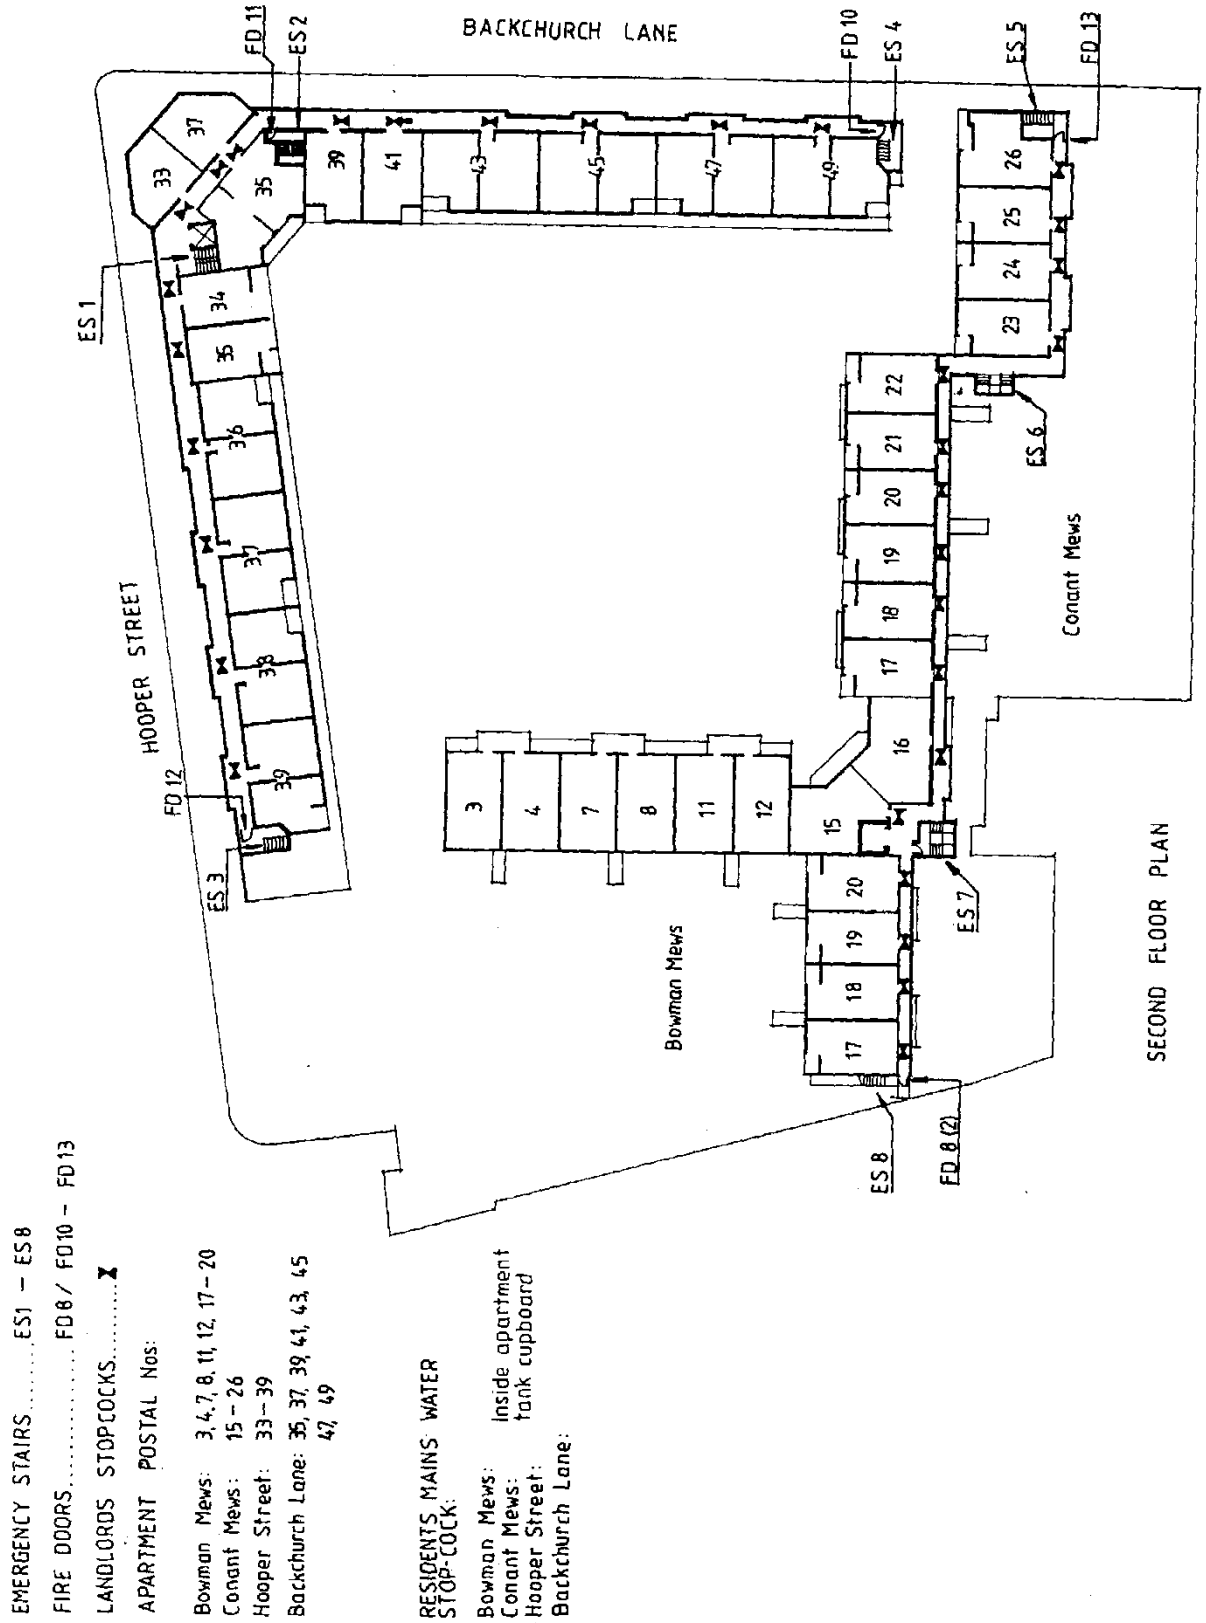 EMERGENCY STAIRS........ES1 - ES8
FIRE DOORS............FD8/ FD10 - FD13
LANDLORDS STOPCOCKS.........
APARTMENT POSTAL Nos:
Bowman Mews: 3,4,7,8,11,12,17-20
Conant Mews: 15-26
Hooper Street: 33-39
Backchurch Lane: 35, 37, 39, 41, 43, 45
47, 49
RESIDENTS MAINS WATER
STOP-COCK:
Bowman Mews: Inside apartment
Conant Mews: tank cupboard
Hooper Street:
Backchurch Lane:
HOOPER STREET
ES 3
FD 12
39
38
37
36
35
34
ES 1
33
37
35
FD 11
ES 2
BACKCHURCH LANE
39
41
43
45
47
49
FD 10
ES 4
ES 5
FD 13
26
25
24
23
22
21
20
19
18
17
16
15
ES 6
Conant Mews
3
4
7
8
11
12
Bowman Mews
20
19
18
17
ES 7
ES 8
FD 8 (2)
SECOND FLOOR PLAN